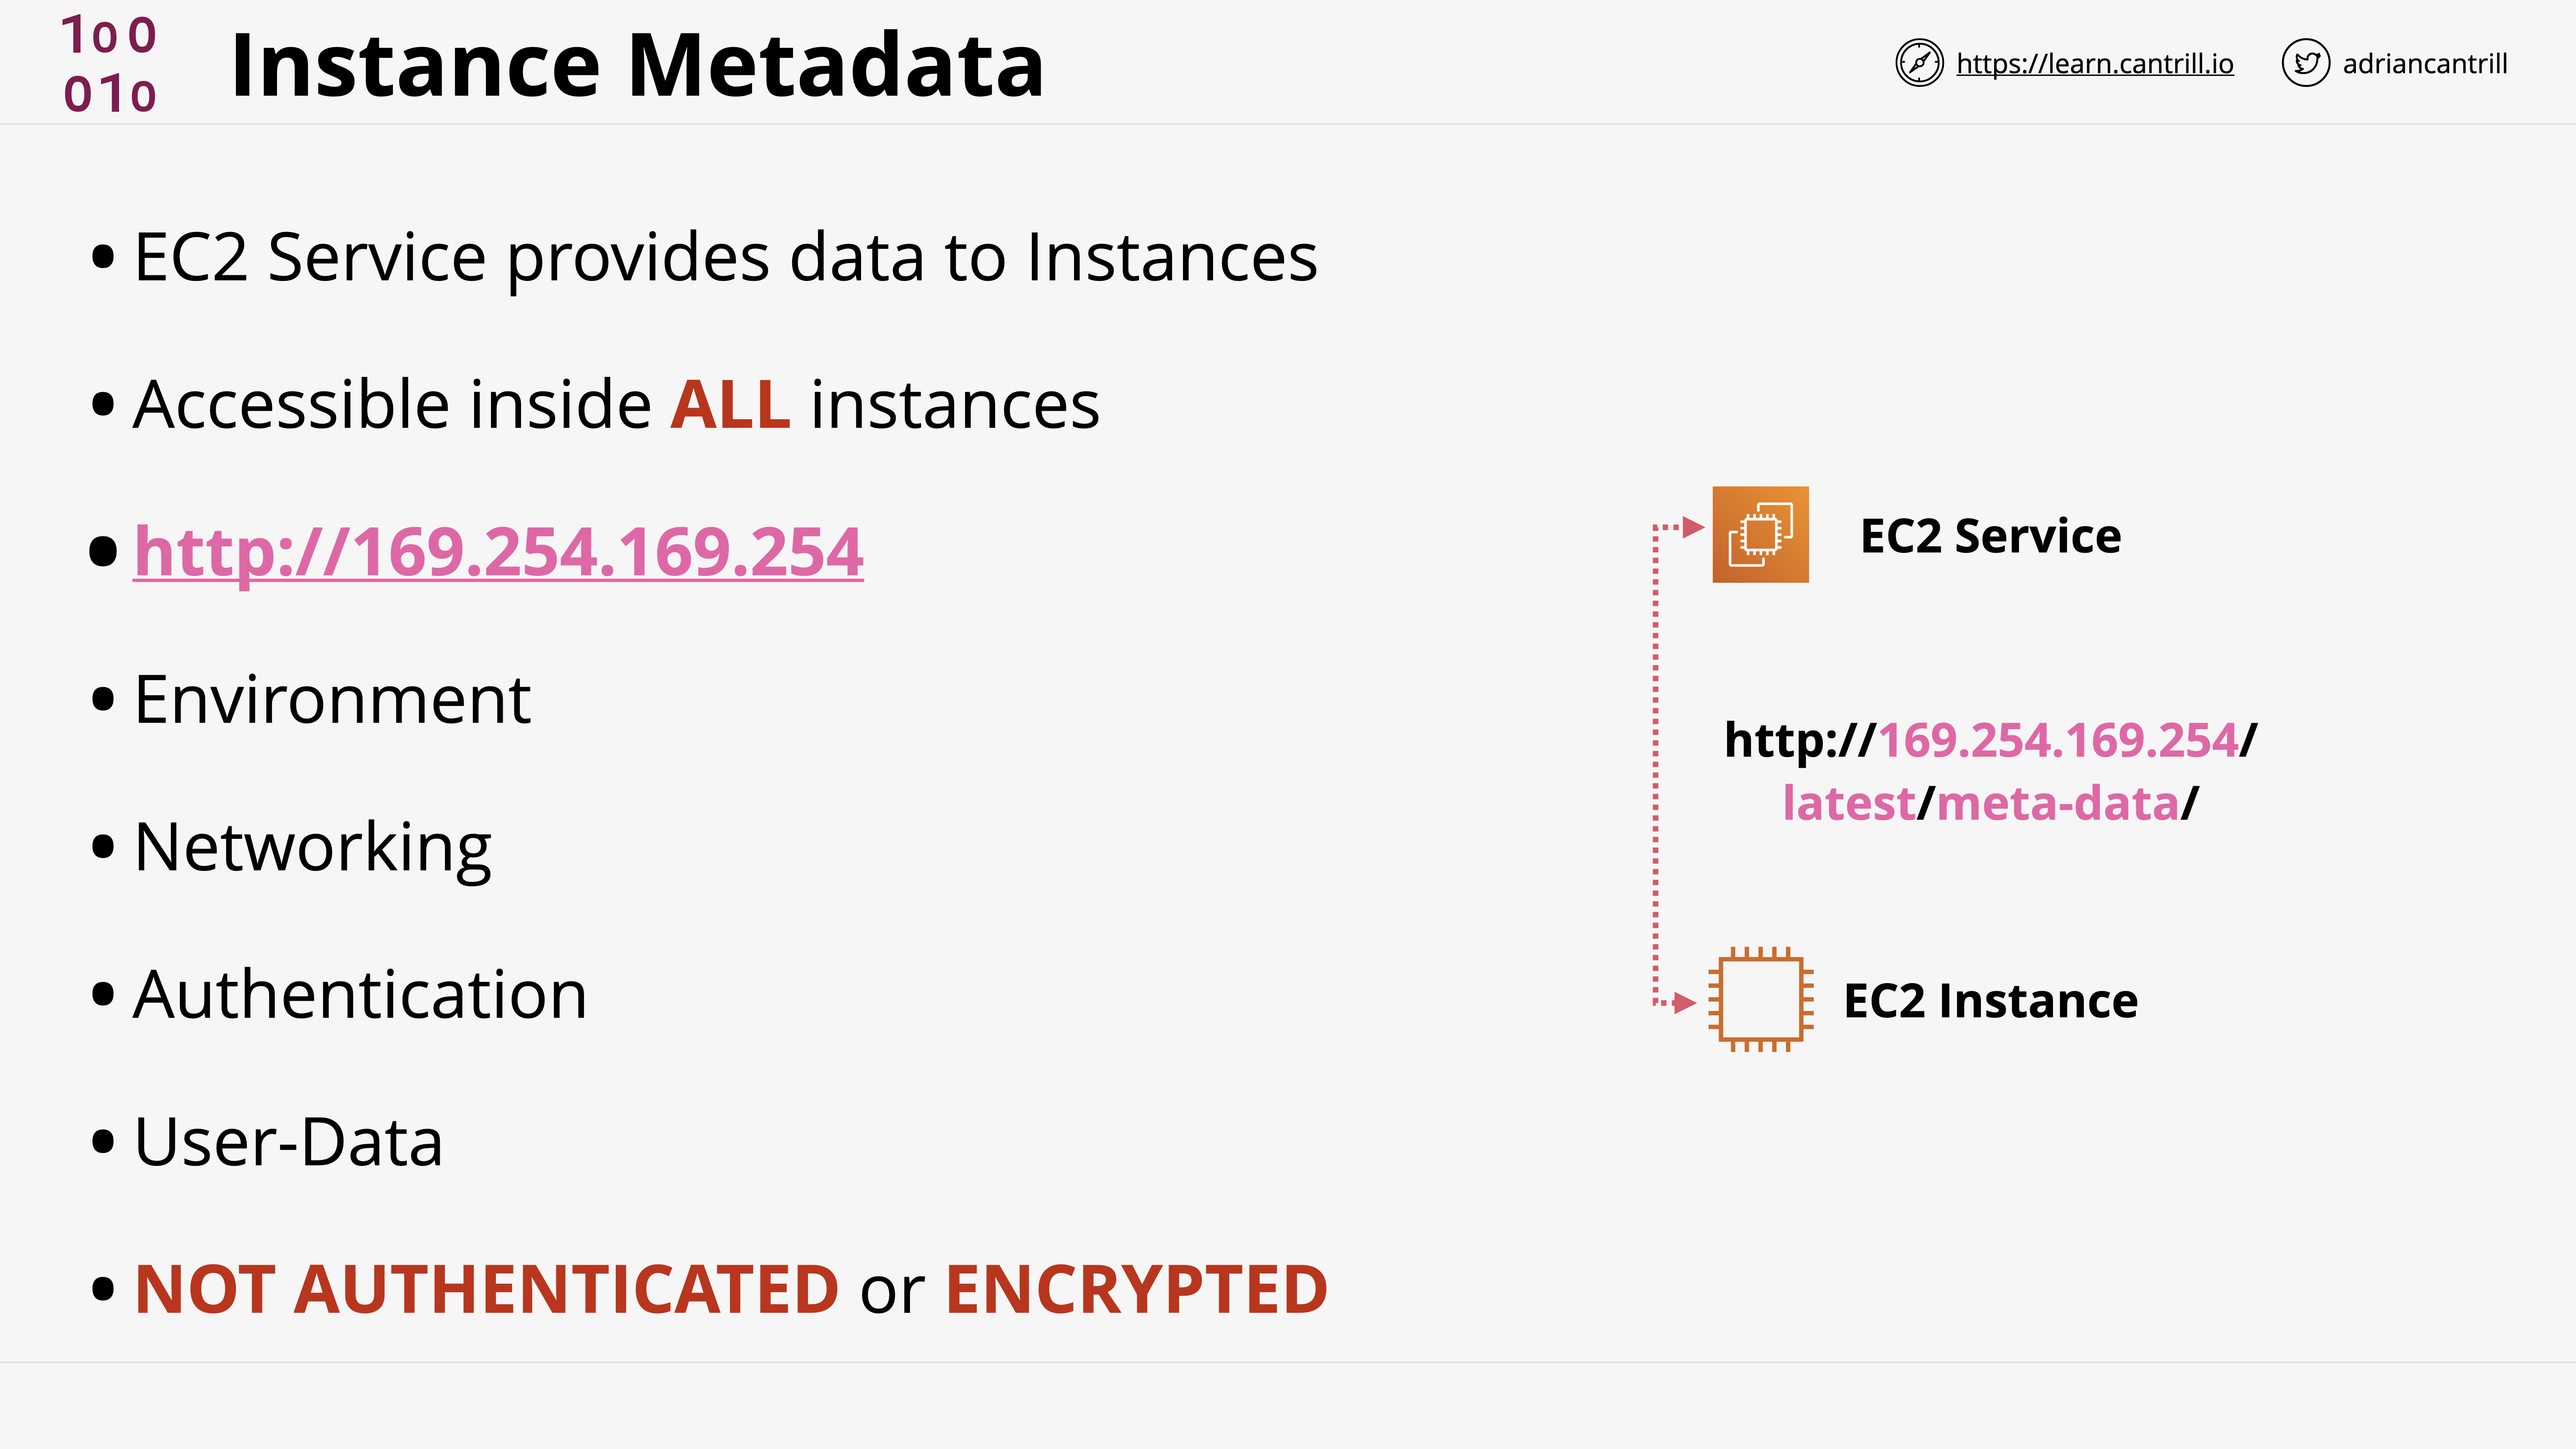 100
010
Instance Metadata
https://learn.cantrill.io
adriancantrill
• EC2 Service provides data to Instances
• Accessible inside ALL instances
• http://169.254.169.254
• Environment
• Networking
• Authentication
• User-Data
• NOT AUTHENTICATED or ENCRYPTED
EC2 Service
http://169.254.169.254/
latest/meta-data/
EC2 Instance